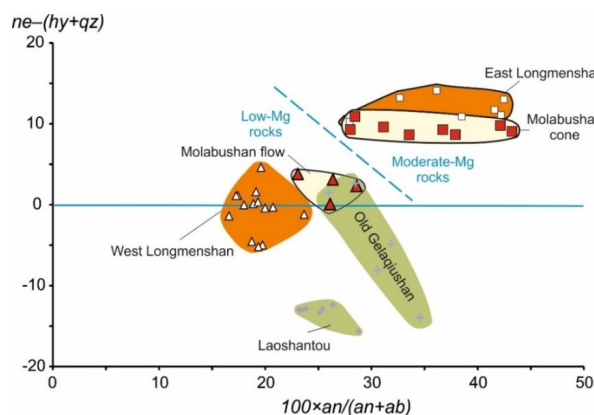 ne–(hy+qz)
20
10
0
-10
-20
East Longmenshan
Molabushan
cone
Low-Mg
rocks
Molabushan flow
Moderate-Mg
rocks
West Longmenshan
Old Gelaqiushan
Laoshantou
0
10
20
30
40
50
100×an/(an+ab)